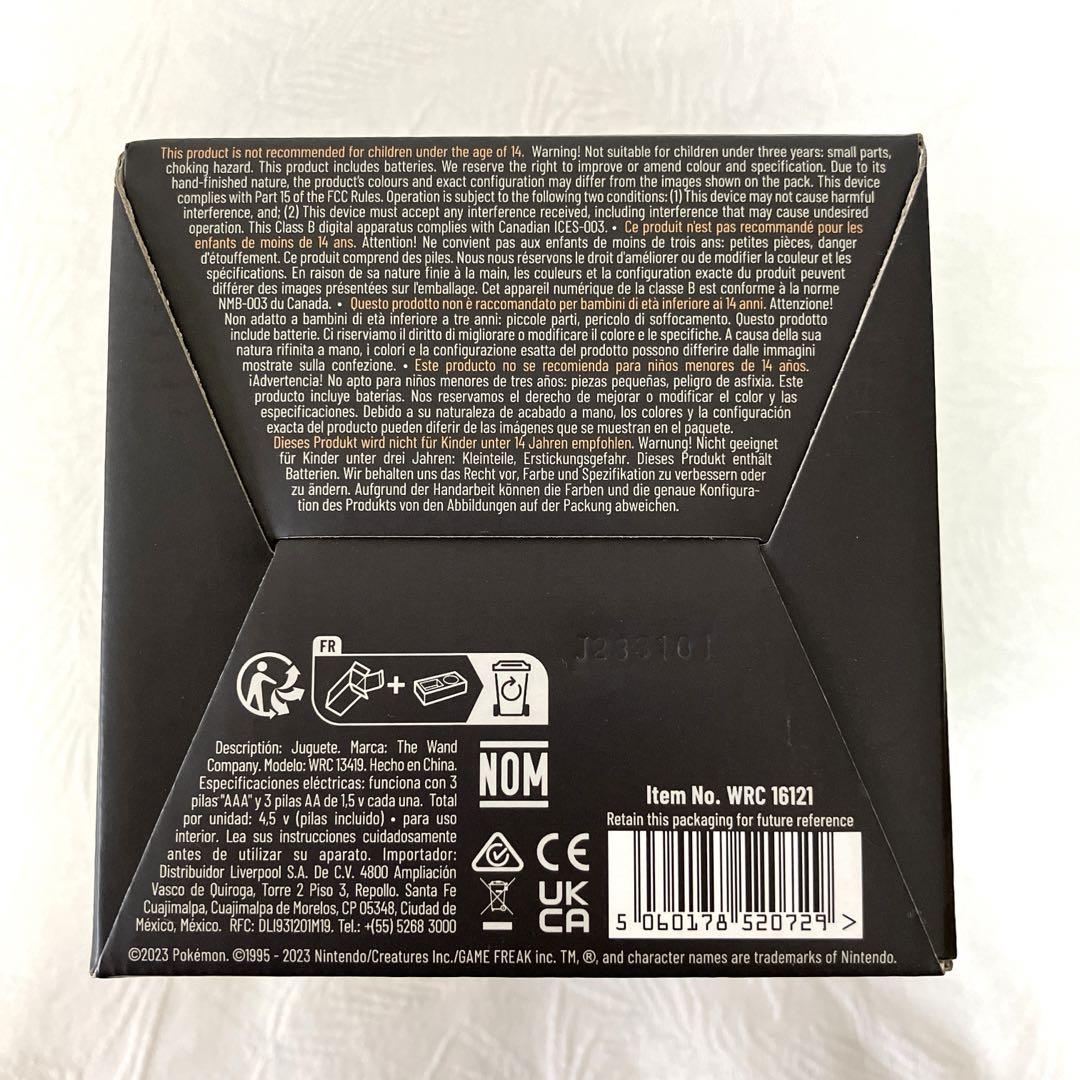 This product is not recommended for children under the age of 14. Warning! Not suitable for children under three years: small parts,
choking hazard. This product includes batteries. We reserve the right to improve or amend colour and specification. Due to its
hand-finished nature, the product's colours and exact configuration may differ from the images shown on the pack. This device
complies with Part 15 of the FCC Rules. Operation is subject to the following two conditions: (1) This device may not cause harmful
interference, and; (2) This device must accept any interference received, including interference that may cause undesired
operation. This Class B digital apparatus complies with Canadian ICES-003. • Ce produit n'est pas recommandé pour les
enfants de moins de 14 ans. Attention! Ne convient pas aux enfants de moins de trois ans: petites pièces, danger
d'étouffement. Ce produit comprend des piles. Nous nous réservons le droit d'améliorer ou de modifier la couleur et les
spécifications. En raison de sa nature finie à la main, les couleurs et la configuration exacte du produit peuvent
différer des images présentées sur l'emballage. Cet appareil numérique de la classe B est conforme à la norme
NMB-003 du Canada. • Questo prodotto non è raccomandato per bambini di età inferiore ai 14 anni. Attenzione!
Non adatto a bambini di età inferiore a tre anni: piccole parti, pericolo di soffocamento. Questo prodotto
include batterie. Ci riserviamo il diritto di migliorare o modificare il colore e le specifiche. A causa della sua
natura rifinita a mano, i colori e la configurazione esatta del prodotto possono differire dalle immagini
mostrate sulla confezione. • Este producto no se recomienda para niños menores de 14 años.
¡Advertencia! No apto para niños menores de tres años: piezas pequeñas, peligro de asfixia. Este
producto incluye baterías. Nos reservamos el derecho de mejorar o modificar el color y las
especificaciones. Debido a su naturaleza de acabado a mano, los colores y la configuración
exacta del producto pueden diferir de las imágenes que se muestran en el paquete.
Dieses Produkt wird nicht für Kinder unter 14 Jahren empfohlen. Warnung! Nicht geeignet
für Kinder unter drei Jahren: Kleinteile, Erstickungsgefahr. Dieses Produkt enthält
Batterien. Wir behalten uns das Recht vor, Farbe und Spezifikation zu verbessern oder
zu ändern. Aufgrund der Handarbeit können die Farben und die genaue Konfigura-
tion des Produkts von den Abbildungen auf der Packung abweichen.
FR
+
Descriptión: Juguete. Marca: The Wand
Company. Modelo: WRC 13419. Hecho en China.
Especificaciones eléctricas: funciona con 3
pilas "AAA" y 3 pilas AA de 1,5 v cada una. Total
por unidad: 4,5 v (pilas incluido) • para uso
interior. Lea sus instrucciones cuidadosamente
antes de utilizar su aparato. Importador:
Distribuidor Liverpool S.A. De C.V. 4800 Ampliación
Vasco de Quiroga, Torre 2 Piso 3, Repollo. Santa Fe
Cuajimalpa, Cuajimalpa de Morelos, CP 05348, Ciudad de
México, México. RFC: DLI931201M19. Tel.: +(55) 5268 3000
NOM
CE
UK
CA
Item No. WRC 16121
Retain this packaging for future reference
5 060178 520729 >
©2023 Pokémon. ©1995 - 2023 Nintendo/Creatures Inc./GAME FREAK inc. TM, ®, and character names are trademarks of Nintendo.